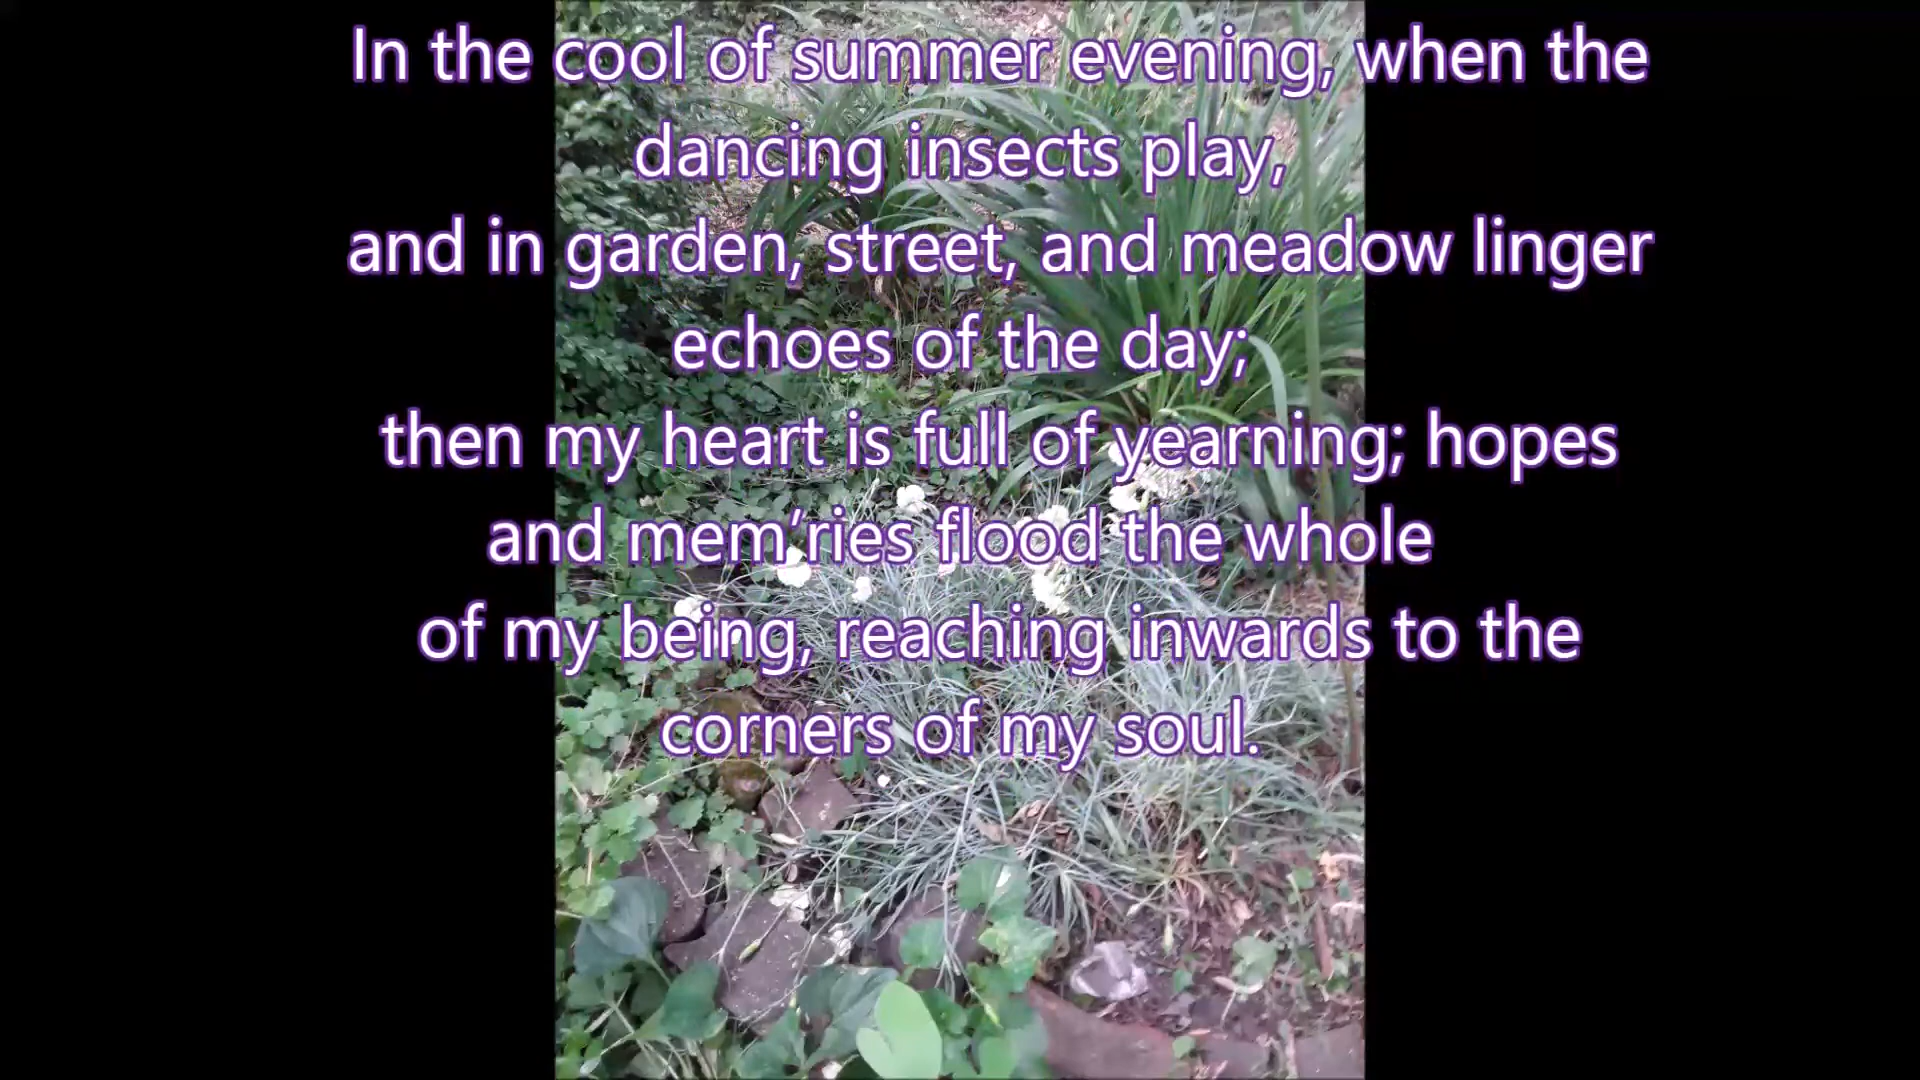 In the cool of summer evening, when the
dancing insects play,
and in garden, street, and meadow linger
echoes of the day;
then my heart is full of yearning; hopes
and mem’ries flood the whole
of my being, reaching inwards to the
corners of my soul.